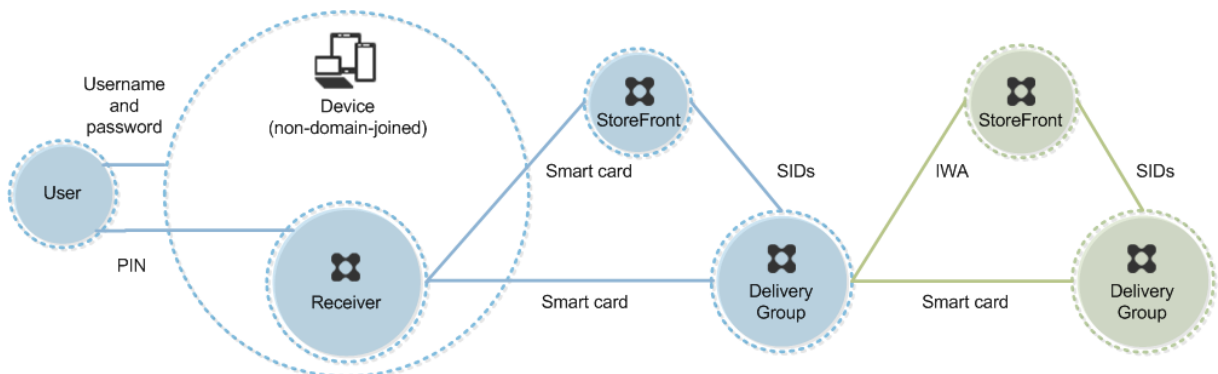 Username
and
password
User
PIN
Device
(non-domain-joined)
Receiver
StoreFront
Smart card
SIDs
Smart card
Delivery
Group
StoreFront
IWA
SIDs
Smart card
Delivery
Group